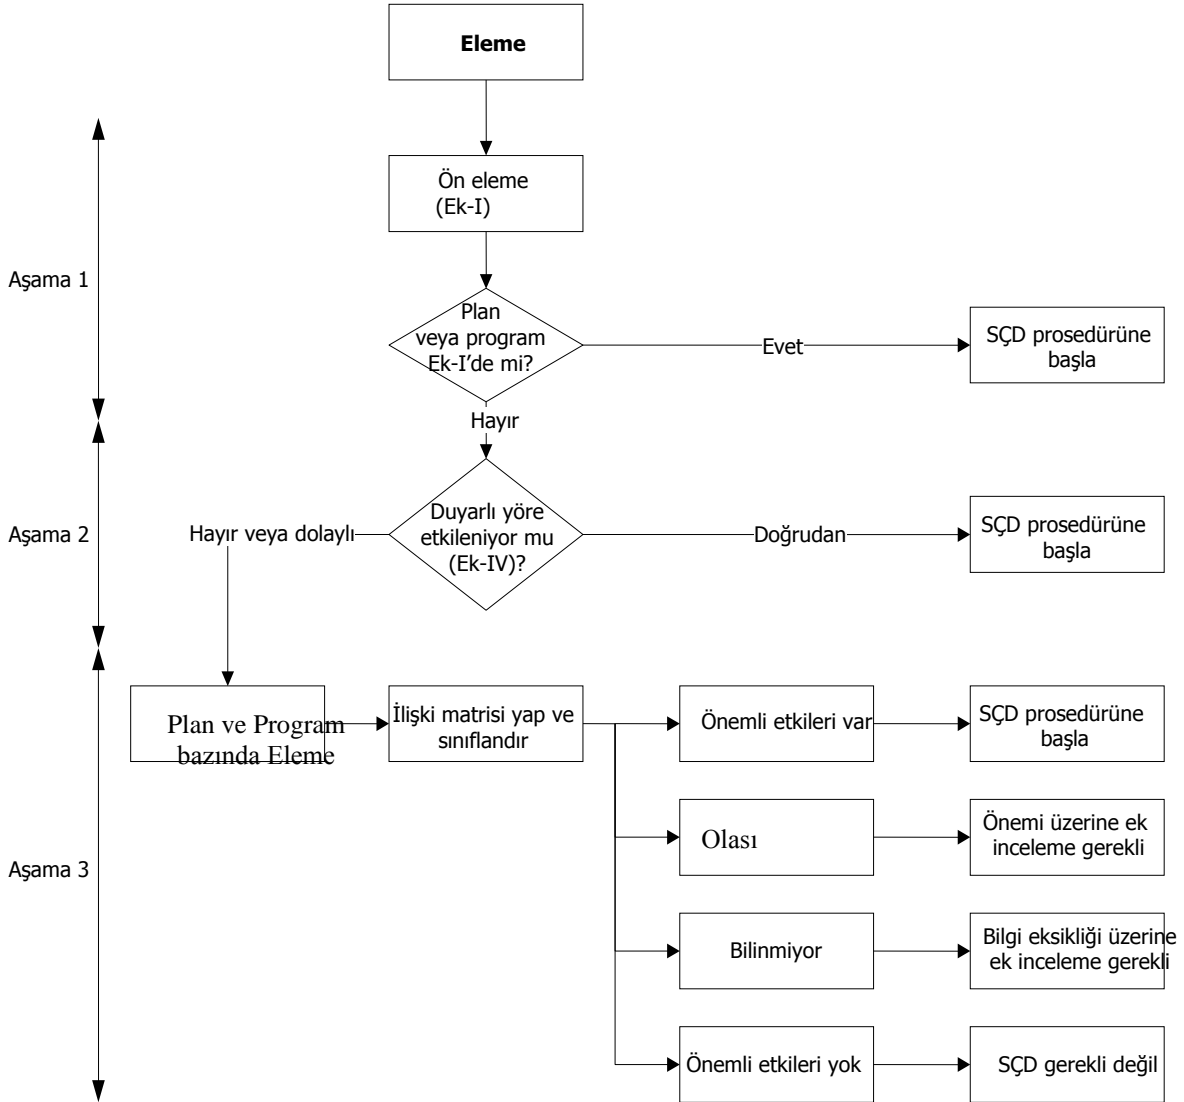 Eleme
Ön eleme
(Ek-I)
Aşama 1
Plan
veya program
Ek-I’de mi?
Evet
SÇD prosedürüne
başla
Hayır
Aşama 2
Hayır veya dolaylı
Duyarlı yöre
etkileniyor mu
(Ek-IV)?
Doğrudan
SÇD prosedürüne
başla
Plan ve Program
bazında Eleme
İlişki matrisi yap ve
sınıflandır
Önemli etkileri var
SÇD prosedürüne
başla
Aşama 3
Olası
Önemi üzerine ek
inceleme gerekli
Bilinmiyor
Bilgi eksikliği üzerine
ek inceleme gerekli
Önemli etkileri yok
SÇD gerekli değil